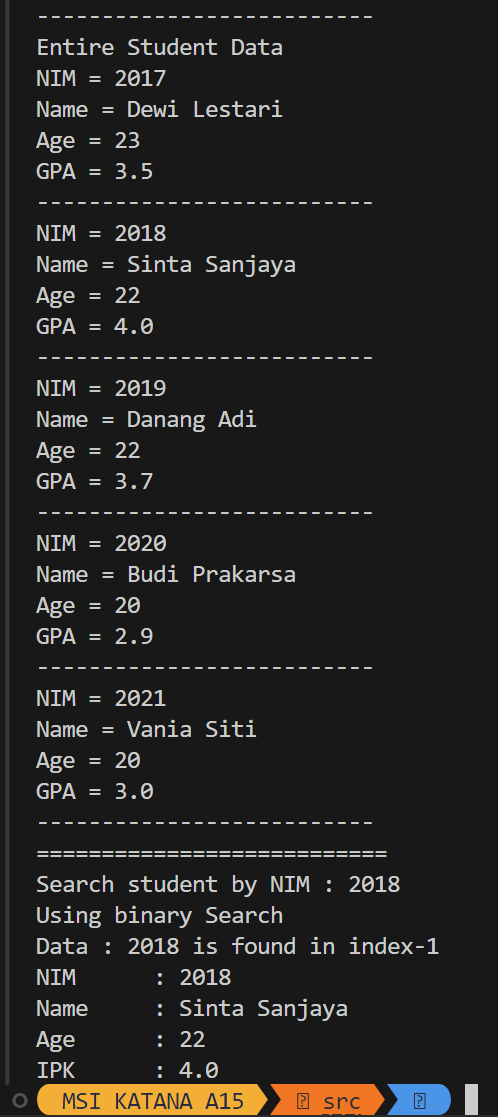 --------------------------
Entire Student Data
NIM = 2017
Name = Dewi Lestari
Age = 23
GPA = 3.5
--------------------------
NIM = 2018
Name = Sinta Sanjaya
Age = 22
GPA = 4.0
--------------------------
NIM = 2019
Name = Danang Adi
Age = 22
GPA = 3.7
--------------------------
NIM = 2020
Name = Budi Prakarsa
Age = 20
GPA = 2.9
--------------------------
NIM = 2021
Name = Vania Siti
Age = 20
GPA = 3.0
--------------------------
===========================
Search student by NIM : 2018
Using binary Search
Data : 2018 is found in index-1
NIM      : 2018
Name     : Sinta Sanjaya
Age      : 22
IPK      : 4.0
MSI KATANA A15 src